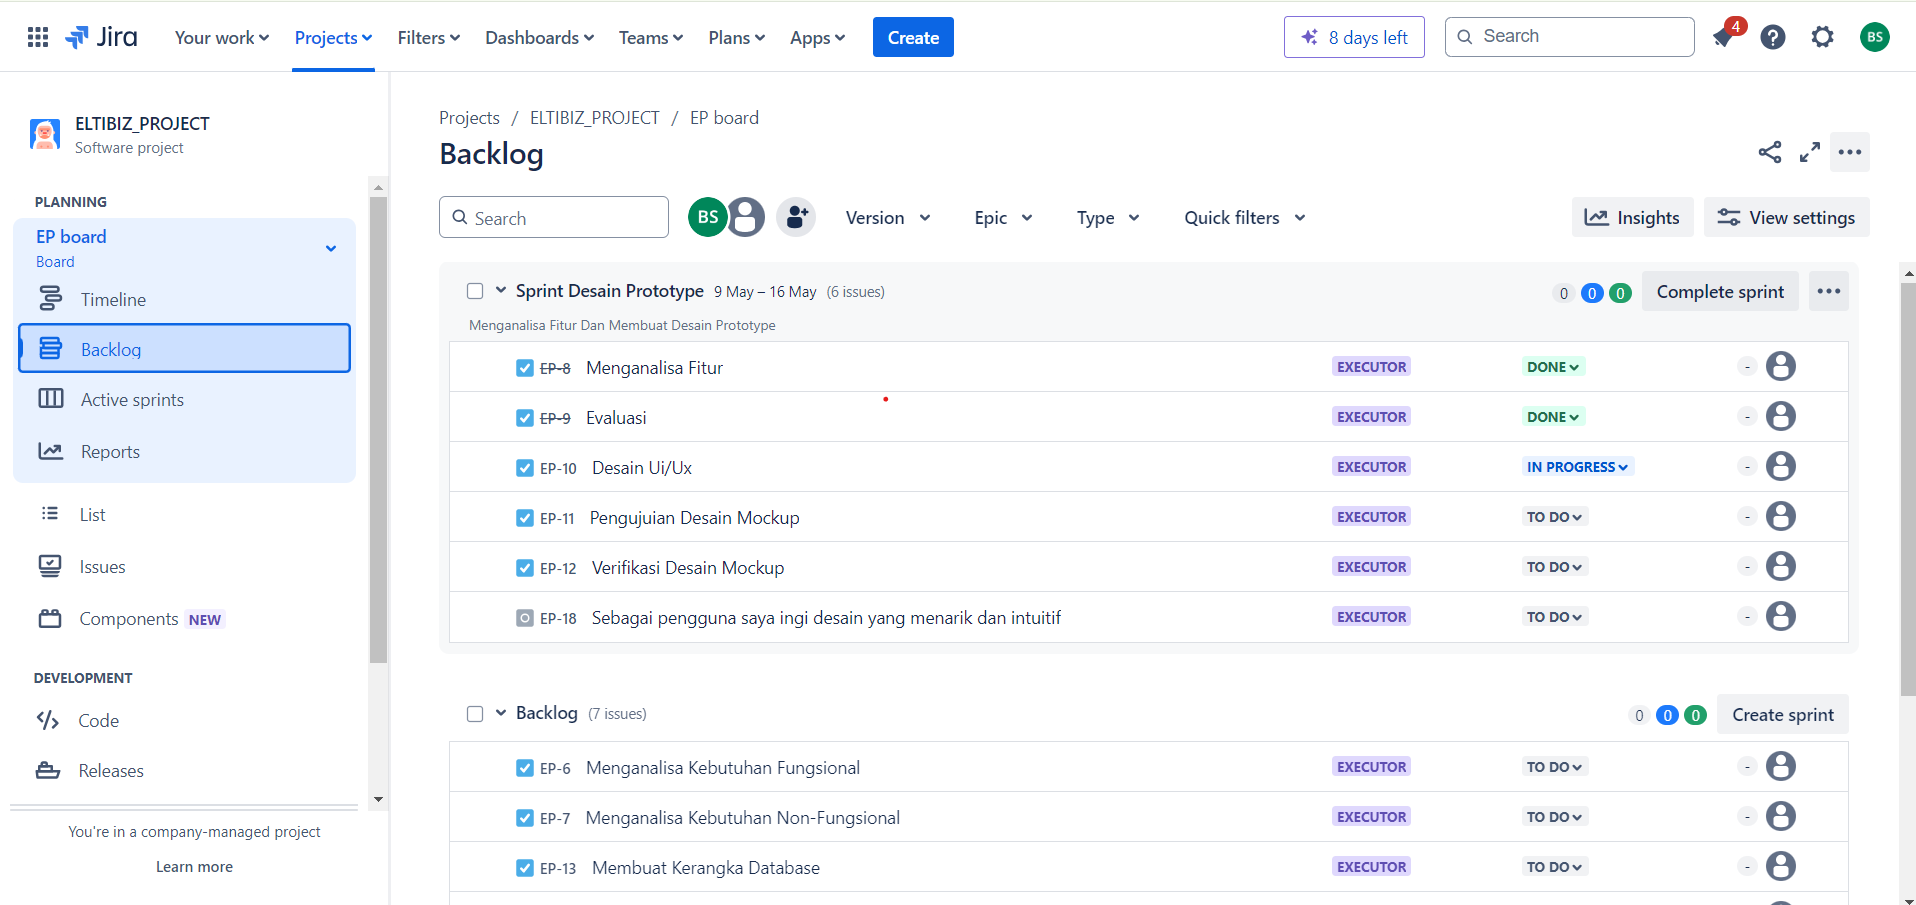 Jira Your work Projects Filters Dashboards Teams Plans Apps Create 8 days left Search 4 BS
ELTIBIZ_PROJECT
Software project
PLANNING
EP board
Board
Timeline
Backlog
Active sprints
Reports
List
Issues
Components NEW
DEVELOPMENT
Code
Releases
You're in a company-managed project
Learn more
Projects / ELTIBIZ_PROJECT / EP board
Backlog
Search BS Version Epic Type Quick filters Insights View settings
Sprint Desain Prototype 9 May – 16 May (6 issues) 0 0 0 Complete sprint
Menganalisa Fitur Dan Membuat Desain Prototype
EP-8 Menganalisa Fitur EXECUTOR DONE -
EP-9 Evaluasi EXECUTOR DONE -
EP-10 Desain Ui/Ux EXECUTOR IN PROGRESS -
EP-11 Pengujuian Desain Mockup EXECUTOR TO DO -
EP-12 Verifikasi Desain Mockup EXECUTOR TO DO -
EP-18 Sebagai pengguna saya ingi desain yang menarik dan intuitif EXECUTOR TO DO -
Backlog (7 issues) 0 0 0 Create sprint
EP-6 Menganalisa Kebutuhan Fungsional EXECUTOR TO DO -
EP-7 Menganalisa Kebutuhan Non-Fungsional EXECUTOR TO DO -
EP-13 Membuat Kerangka Database EXECUTOR TO DO -